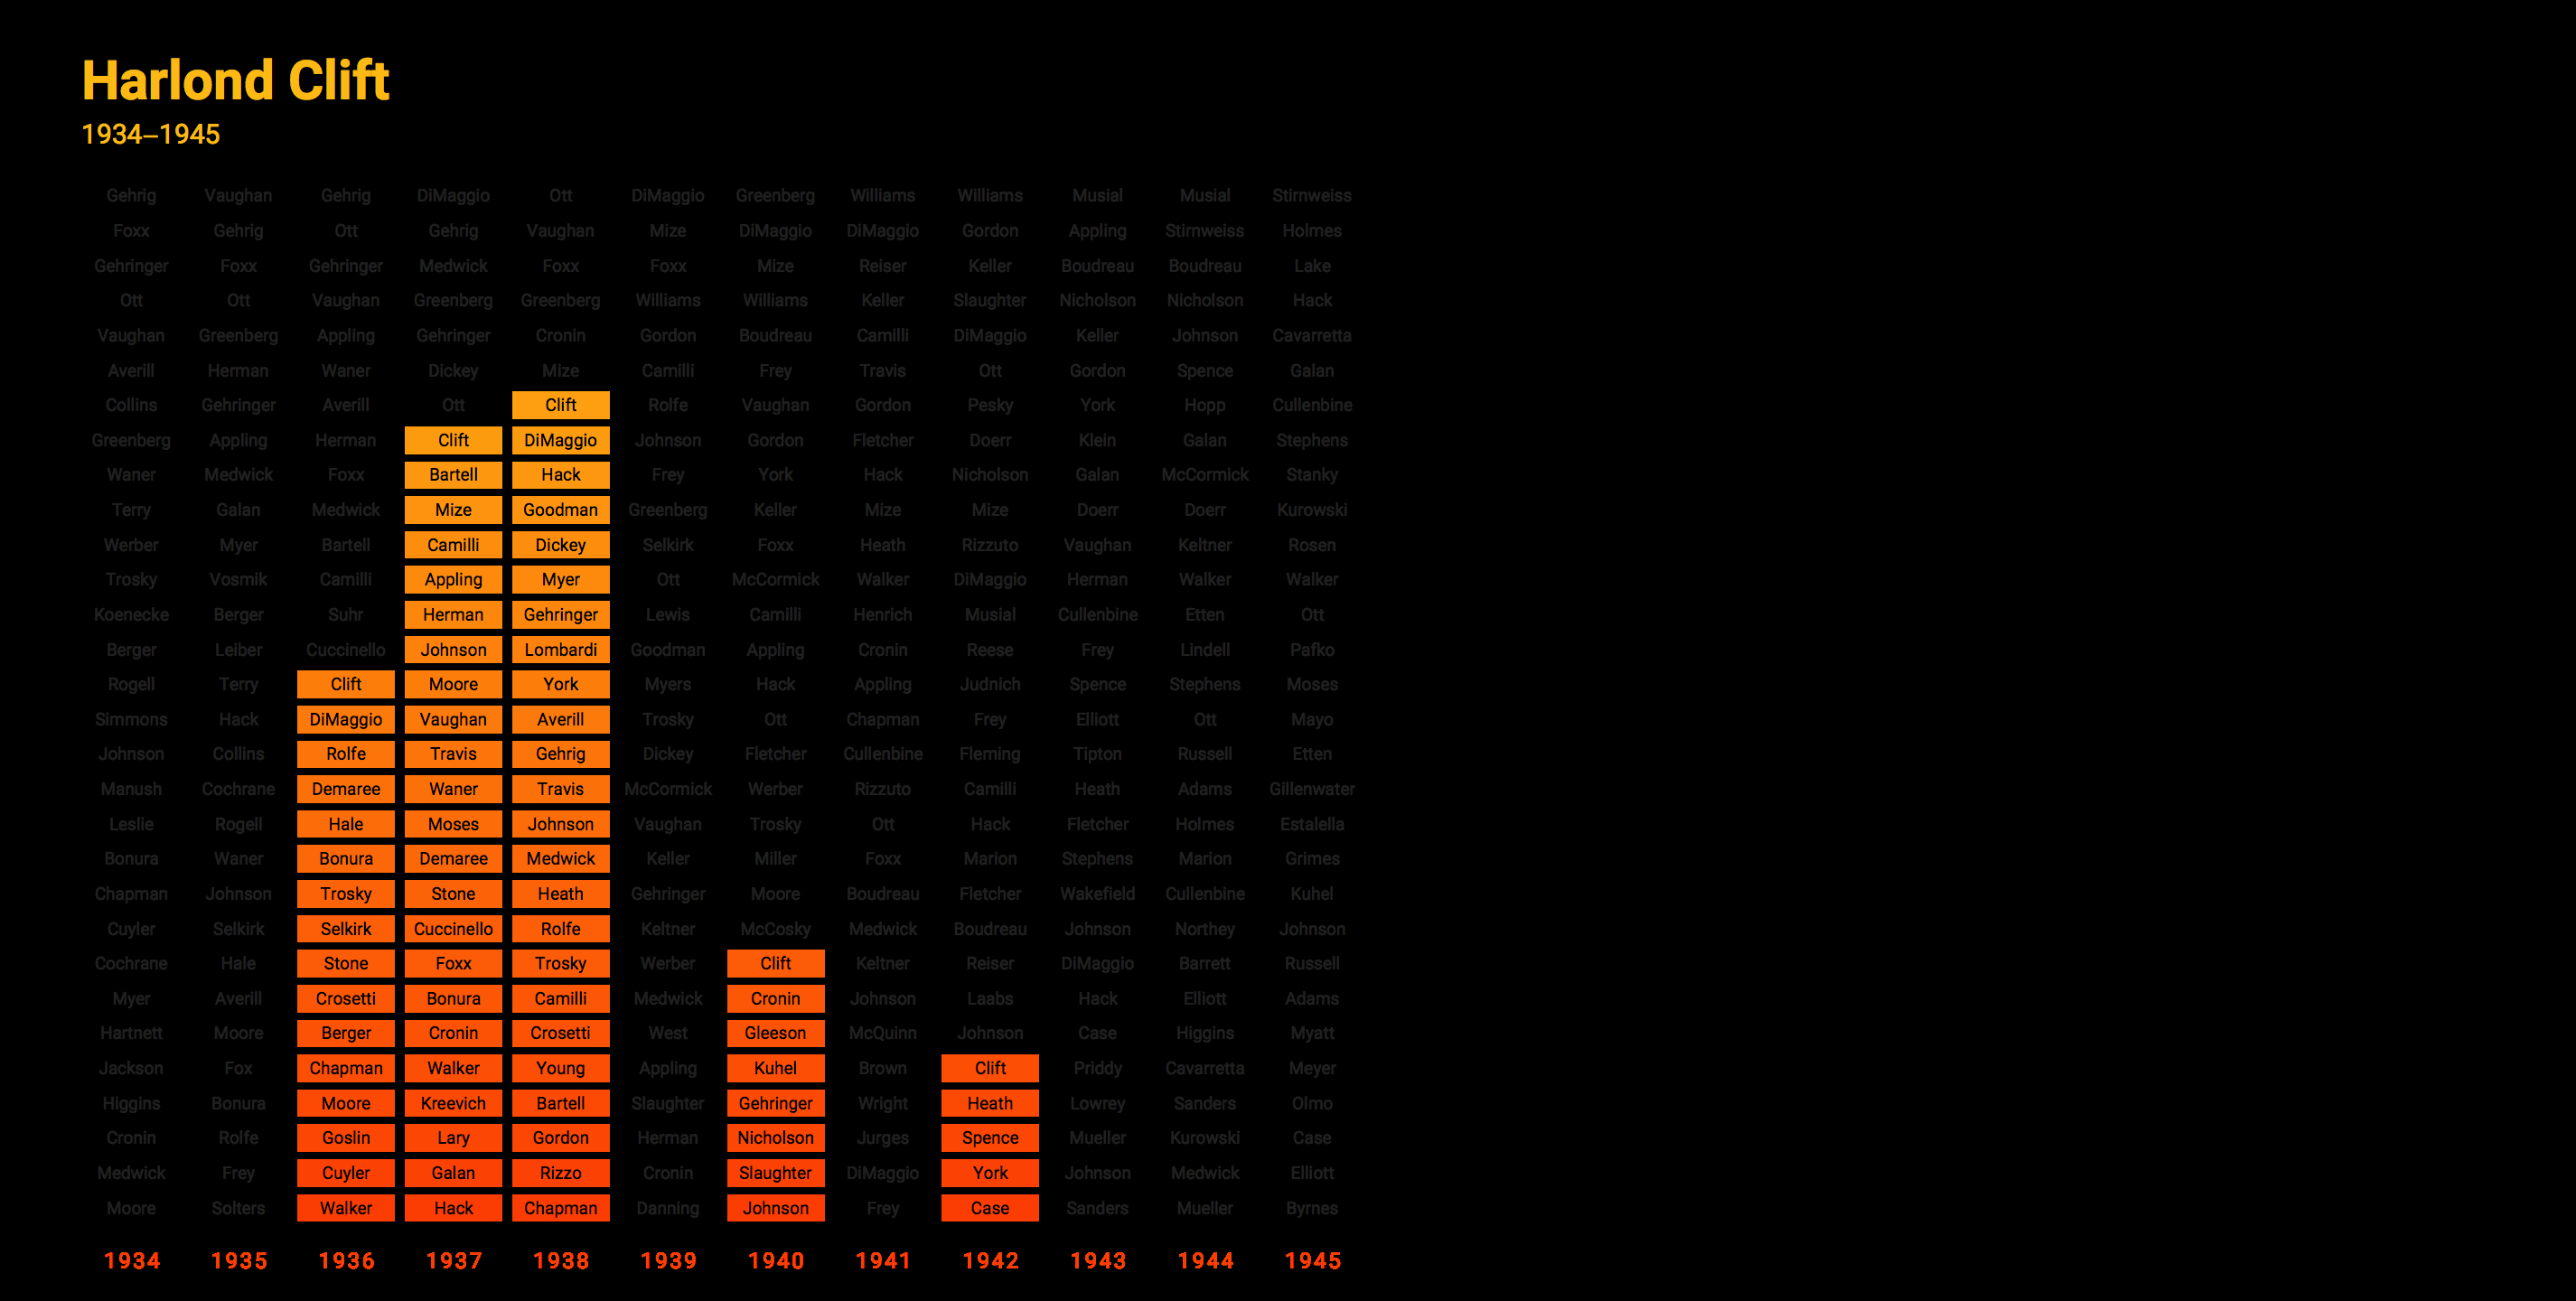 Harlond Clift
1934–1945
Gehrig Vaughan Gehrig DiMaggio Ott DiMaggio Greenberg Williams Williams Musial Musial Stirnweiss
Foxx Gehrig Ott Gehrig Vaughan Mize DiMaggio DiMaggio Gordon Appling Stirnweiss Holmes
Gehringer Foxx Gehringer Medwick Foxx Foxx Mize Reiser Keller Boudreau Boudreau Lake
Ott Ott Vaughan Greenberg Greenberg Williams Williams Keller Slaughter Nicholson Nicholson Hack
Vaughan Greenberg Appling Gehringer Cronin Gordon Boudreau Camilli DiMaggio Keller Johnson Cavarretta
Averill Herman Waner Dickey Mize Camilli Frey Travis Ott Gordon Spence Galan
Collins Gehringer Averill Ott Clift Rolfe Vaughan Gordon Pesky York Hopp Cullenbine
Greenberg Appling Herman Clift DiMaggio Johnson Gordon Fletcher Doerr Klein Galan Stephens
Waner Medwick Foxx Bartell Hack Frey York Hack Nicholson Galan McCormick Stanky
Terry Galan Medwick Mize Goodman Greenberg Keller Mize Mize Doerr Doerr Kurowski
Werber Myer Bartell Camilli Dickey Selkirk Foxx Heath Rizzuto Vaughan Keltner Rosen
Trosky Vosmik Camilli Appling Myer Ott McCormick Walker DiMaggio Herman Walker Walker
Koenecke Berger Suhr Herman Gehringer Lewis Camilli Henrich Musial Cullenbine Etten Ott
Berger Leiber Cuccinello Johnson Lombardi Goodman Appling Cronin Reese Frey Lindell Pafko
Rogell Terry Clift Moore York Myers Hack Appling Judnich Spence Stephens Moses
Simmons Hack DiMaggio Vaughan Averill Trosky Ott Chapman Frey Elliott Ott Mayo
Johnson Collins Rolfe Travis Gehrig Dickey Fletcher Cullenbine Fleming Tipton Russell Etten
Manush Cochrane Demaree Waner Travis McCormick Werber Rizzuto Camilli Heath Adams Gillenwater
Leslie Rogell Hale Moses Johnson Vaughan Trosky Ott Hack Fletcher Holmes Estalella
Bonura Waner Bonura Demaree Medwick Keller Miller Foxx Marion Stephens Marion Grimes
Chapman Johnson Trosky Stone Heath Gehringer Moore Boudreau Fletcher Wakefield Cullenbine Kuhel
Cuyler Selkirk Selkirk Cuccinello Rolfe Keltner McCosky Medwick Boudreau Johnson Northey Johnson
Cochrane Hale Stone Foxx Trosky Werber Clift Keltner Reiser DiMaggio Barrett Russell
Myer Averill Crosetti Bonura Camilli Medwick Cronin Johnson Laabs Hack Elliott Adams
Hartnett Moore Berger Cronin Crosetti West Gleeson McQuinn Johnson Case Higgins Myatt
Jackson Fox Chapman Walker Young Appling Kuhel Brown Clift Priddy Cavarretta Meyer
Higgins Bonura Moore Kreevich Bartell Slaughter Gehringer Wright Heath Lowrey Sanders Olmo
Cronin Rolfe Goslin Lary Gordon Herman Nicholson Jurges Spence Mueller Kurowski Case
Medwick Frey Cuyler Galan Rizzo Cronin Slaughter DiMaggio York Johnson Medwick Elliott
Moore Solters Walker Hack Chapman Danning Johnson Frey Case Sanders Mueller Byrnes
1934 1935 1936 1937 1938 1939 1940 1941 1942 1943 1944 1945